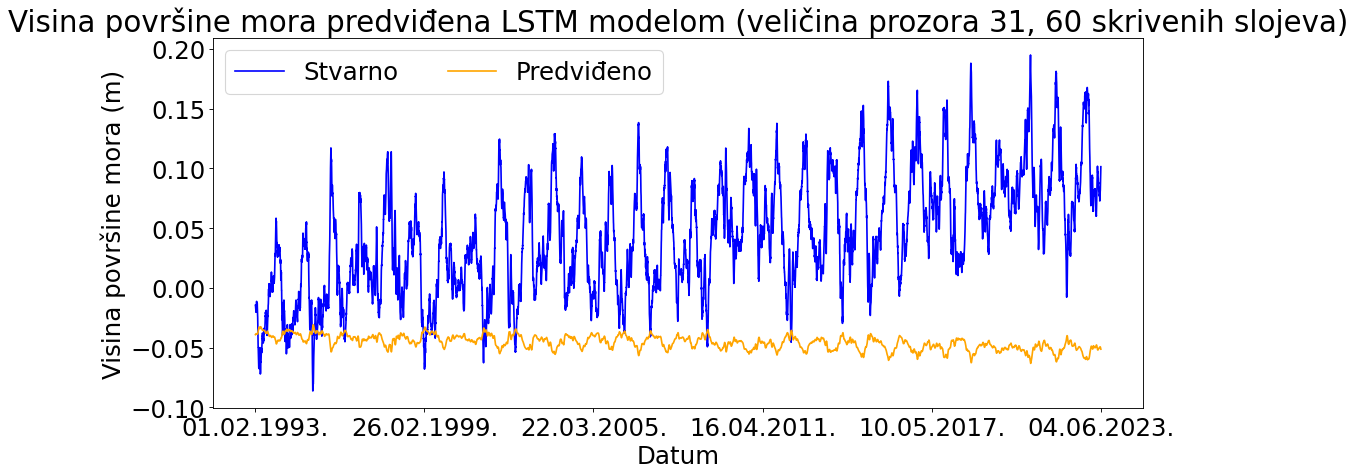 Visina površine mora predviđena LSTM modelom (veličina prozora 31, 60 skrivenih slojeva)
Stvarno Predviđeno
Visina površine mora (m)
0.20
0.15
0.10
0.05
0.00
−0.05
−0.10
01.02.1993. 26.02.1999. 22.03.2005. 16.04.2011. 10.05.2017. 04.06.2023.
Datum